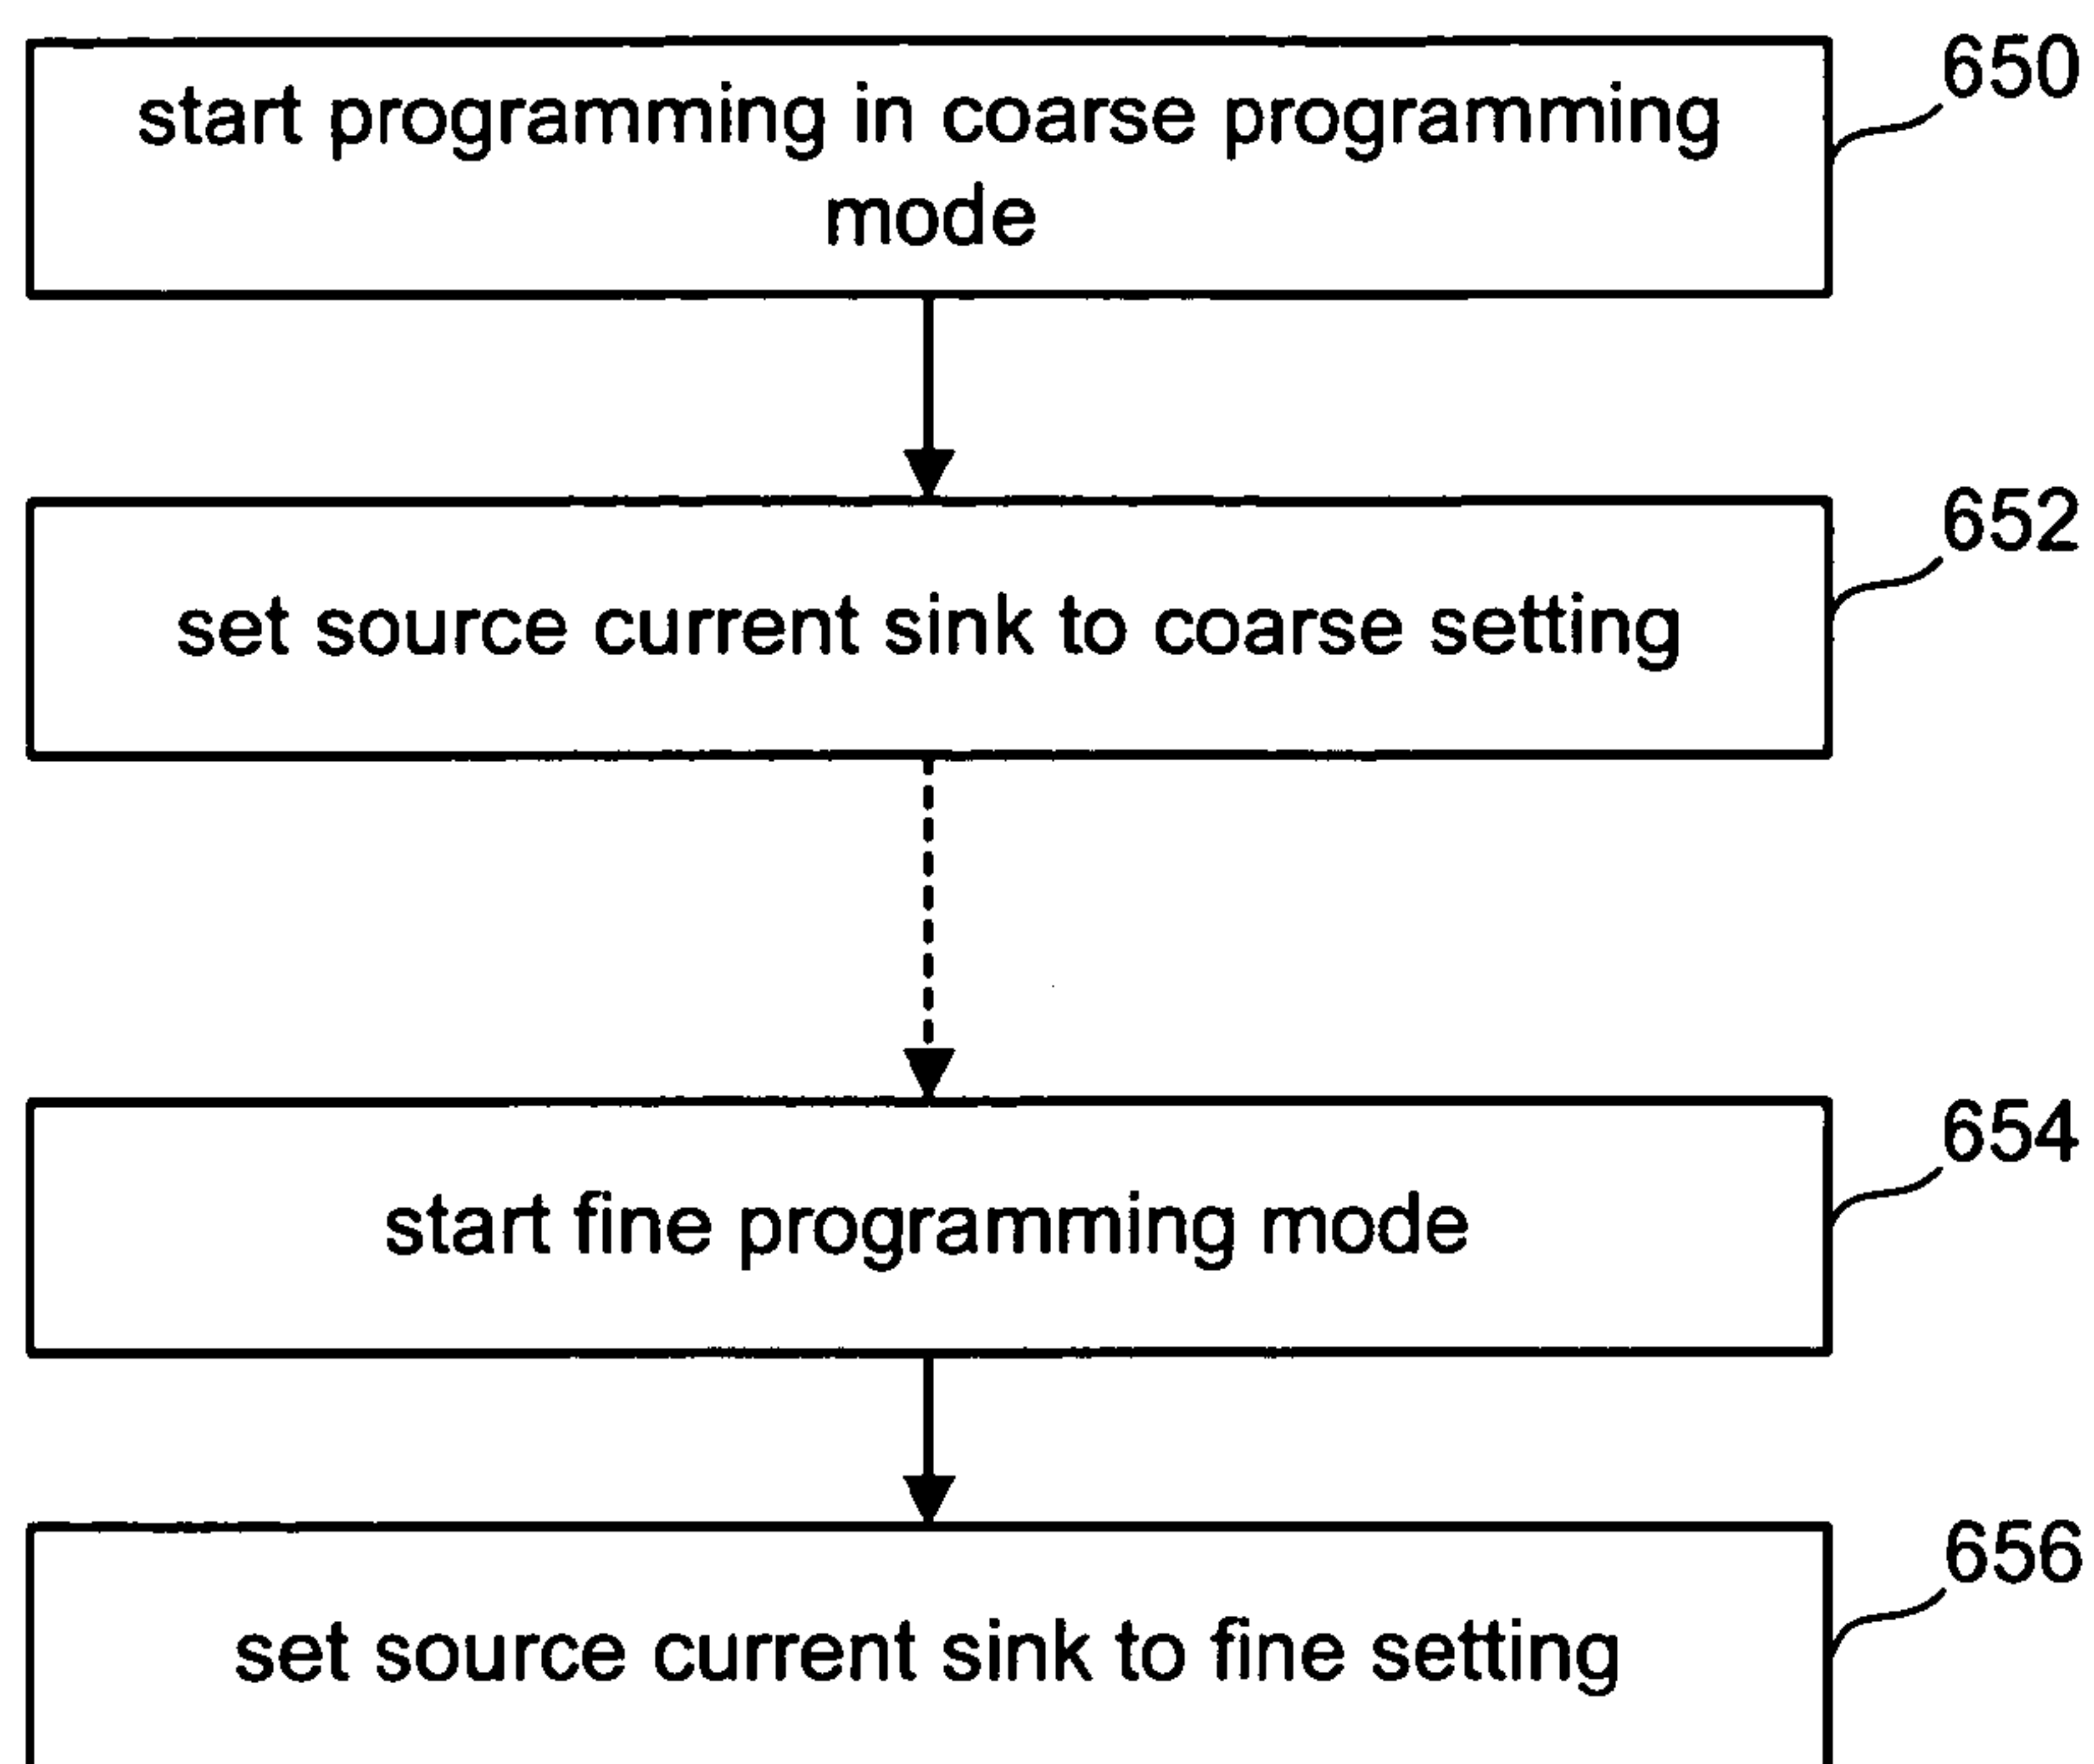 start programming in coarse programming
mode
650
set source current sink to coarse setting
652
start fine programming mode
654
set source current sink to fine setting
656